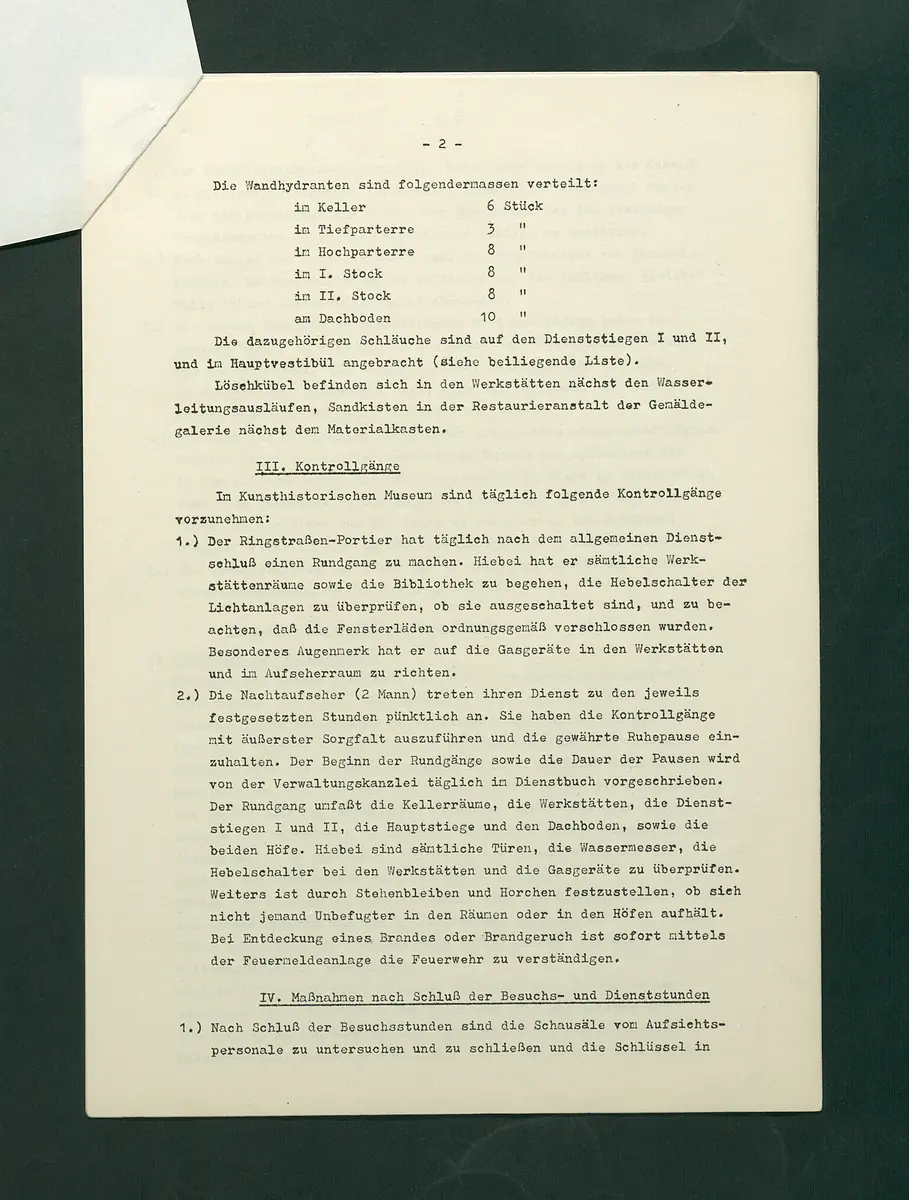 - 2 -
Die Wandhydranten sind folgendermassen verteilt:
im Keller 6 Stück
im Tiefparterre 3 "
im Hochparterre 8 "
im I. Stock 8 "
im II. Stock 8 "
am Dachboden 10 "
Die dazugehörigen Schläuche sind auf den Dienststiegen I und II,
und im Hauptvestibül angebracht (siehe beiliegende Liste).
Löschkübel befinden sich in den Werkstätten nächst den Wasser-
leitungsausläufen, Sandkisten in der Restaurieranstalt der Gemälde-
galerie nächst dem Materialkasten.
III. Kontrollgänge
Im Kunsthistorischen Museum sind täglich folgende Kontrollgänge
vorzunehmen:
1.) Der Ringstraßen-Portier hat täglich nach dem allgemeinen Dienst-
schluß einen Rundgang zu machen. Hiebei hat er sämtliche Werk-
stättenräume sowie die Bibliothek zu begehen, die Hebelschalter der
Lichtanlagen zu überprüfen, ob sie ausgeschaltet sind, und zu be-
achten, daß die Fensterläden ordnungsgemäß verschlossen wurden.
Besonderes Augenmerk hat er auf die Gasgeräte in den Werkstätten
und im Aufseherraum zu richten.
2.) Die Nachtaufseher (2 Mann) treten ihren Dienst zu den jeweils
festgesetzten Stunden pünktlich an. Sie haben die Kontrollgänge
mit äußerster Sorgfalt auszuführen und die gewährte Ruhepause ein-
zuhalten. Der Beginn der Rundgänge sowie die Dauer der Pausen wird
von der Verwaltungskanzlei täglich im Dienstbuch vorgeschrieben.
Der Rundgang umfaßt die Kellerräume, die Werkstätten, die Dienst-
stiegen I und II, die Hauptstiege und den Dachboden, sowie die
beiden Höfe. Hiebei sind sämtliche Türen, die Wassermesser, die
Hebelschalter bei den Werkstätten und die Gasgeräte zu überprüfen.
Weiters ist durch Stehenbleiben und Horchen festzustellen, ob sich
nicht jemand Unbefugter in den Räumen oder in den Höfen aufhält.
Bei Entdeckung eines Brandes oder Brandgeruch ist sofort mittels
der Feuermeldeanlage die Feuerwehr zu verständigen.
IV. Maßnahmen nach Schluß der Besuchs- und Dienststunden
1.) Nach Schluß der Besuchsstunden sind die Schausäle vom Aufsichts-
personale zu untersuchen und zu schließen und die Schlüssel in